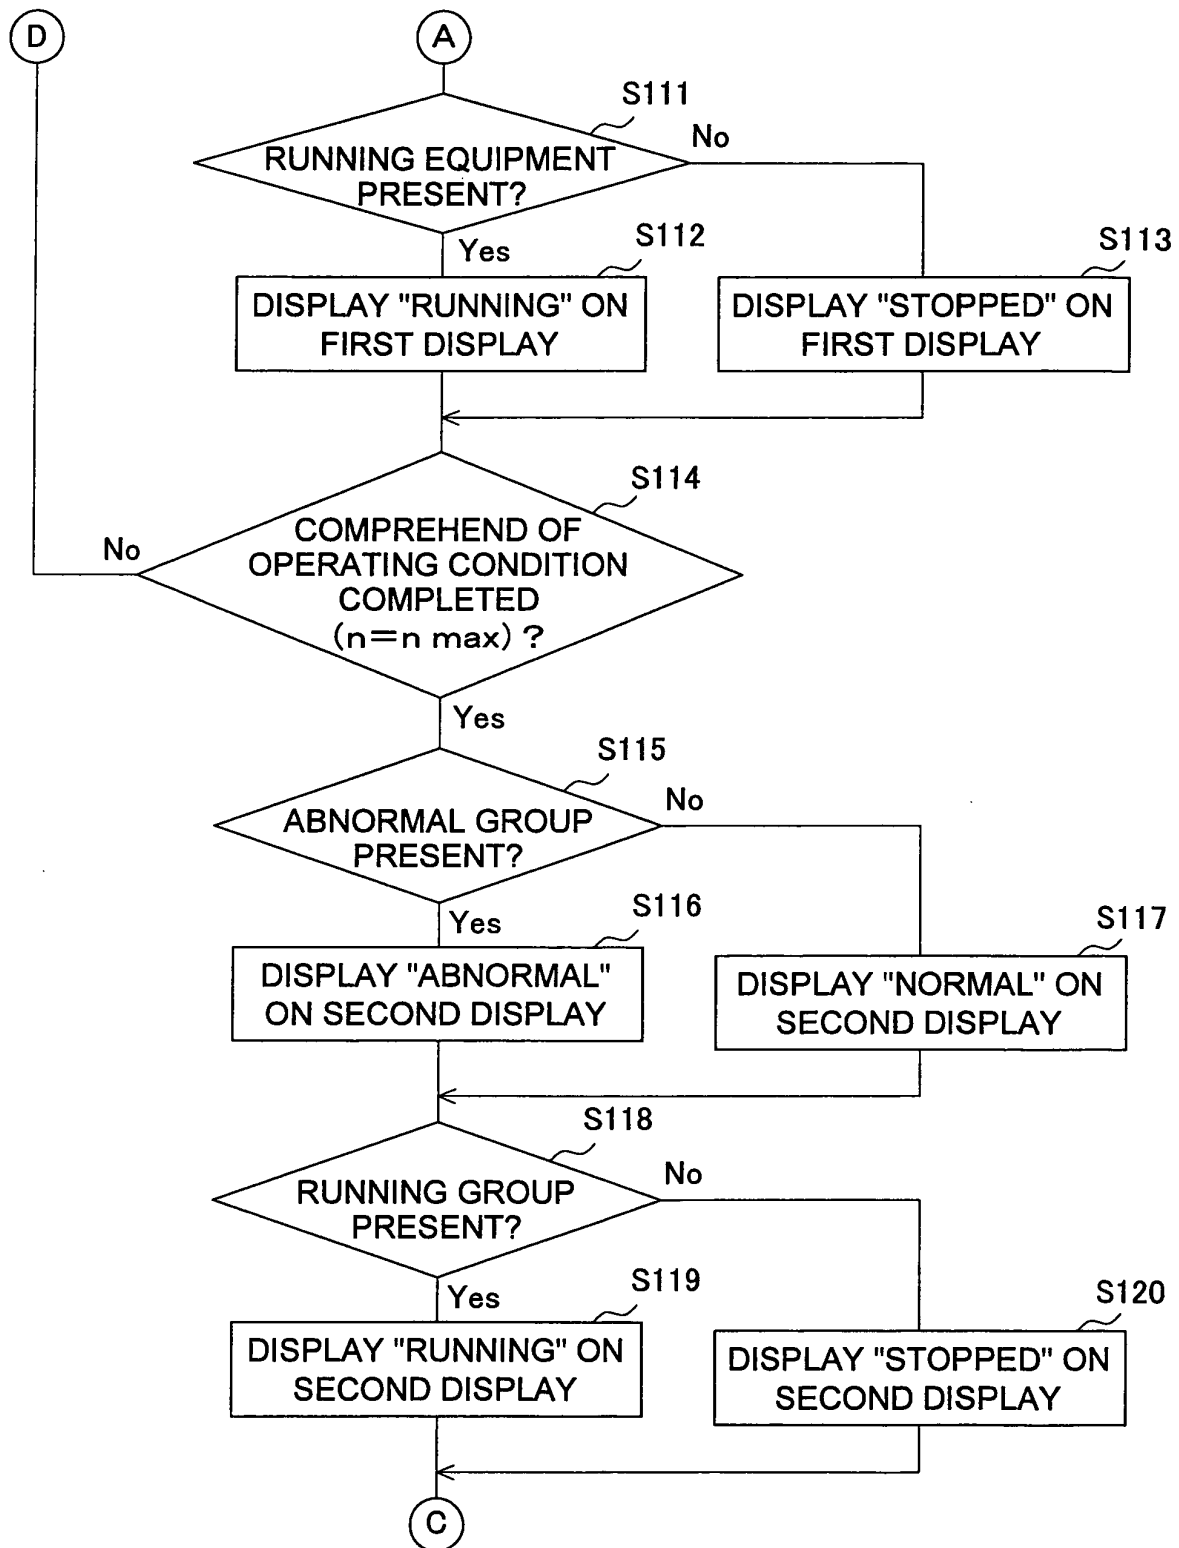 D
A
S111
No
RUNNING EQUIPMENT
PRESENT?
Yes
S112
S113
DISPLAY "RUNNING" ON
FIRST DISPLAY
DISPLAY "STOPPED" ON
FIRST DISPLAY
S114
No
COMPREHEND OF
OPERATING CONDITION
COMPLETED
(n=n max) ?
Yes
S115
No
ABNORMAL GROUP
PRESENT?
Yes
S116
S117
DISPLAY "ABNORMAL"
ON SECOND DISPLAY
DISPLAY "NORMAL" ON
SECOND DISPLAY
S118
No
RUNNING GROUP
PRESENT?
Yes
S119
S120
DISPLAY "RUNNING" ON
SECOND DISPLAY
DISPLAY "STOPPED" ON
SECOND DISPLAY
C